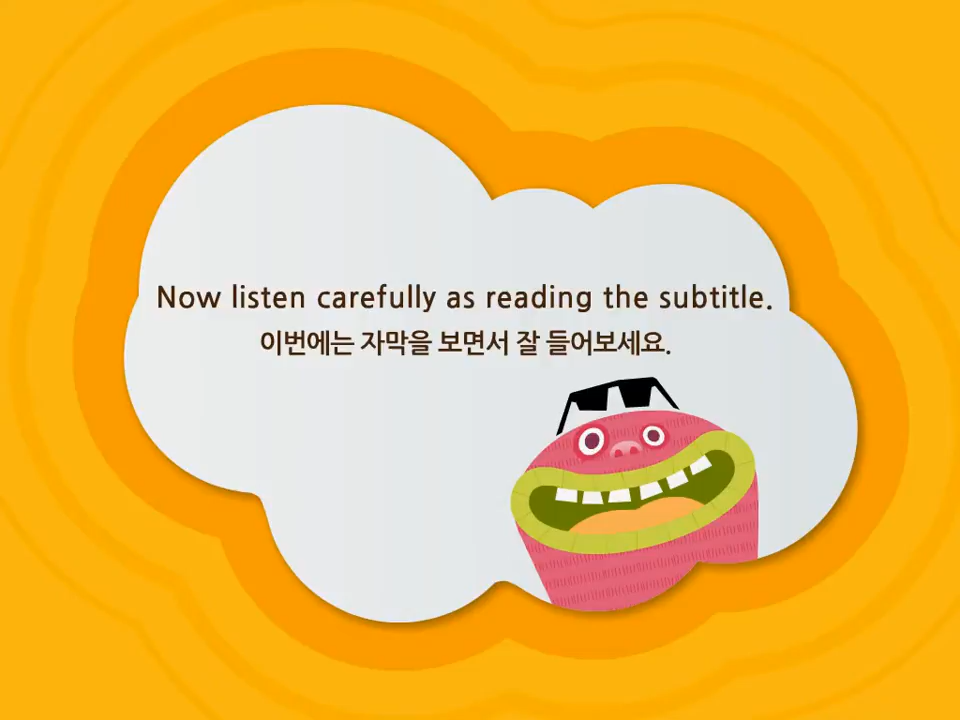 Now listen carefully as reading the subtitle.
이번에는 자막을 보면서 잘 들어보세요.